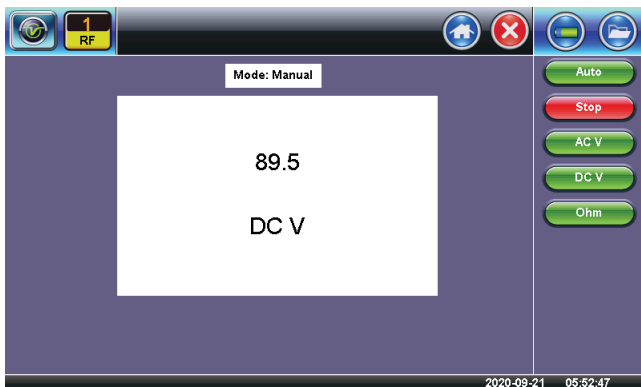 1
RF
Mode: Manual
89.5
DC V
Auto
Stop
AC V
DC V
Ohm
2020-09-21 05:52:47